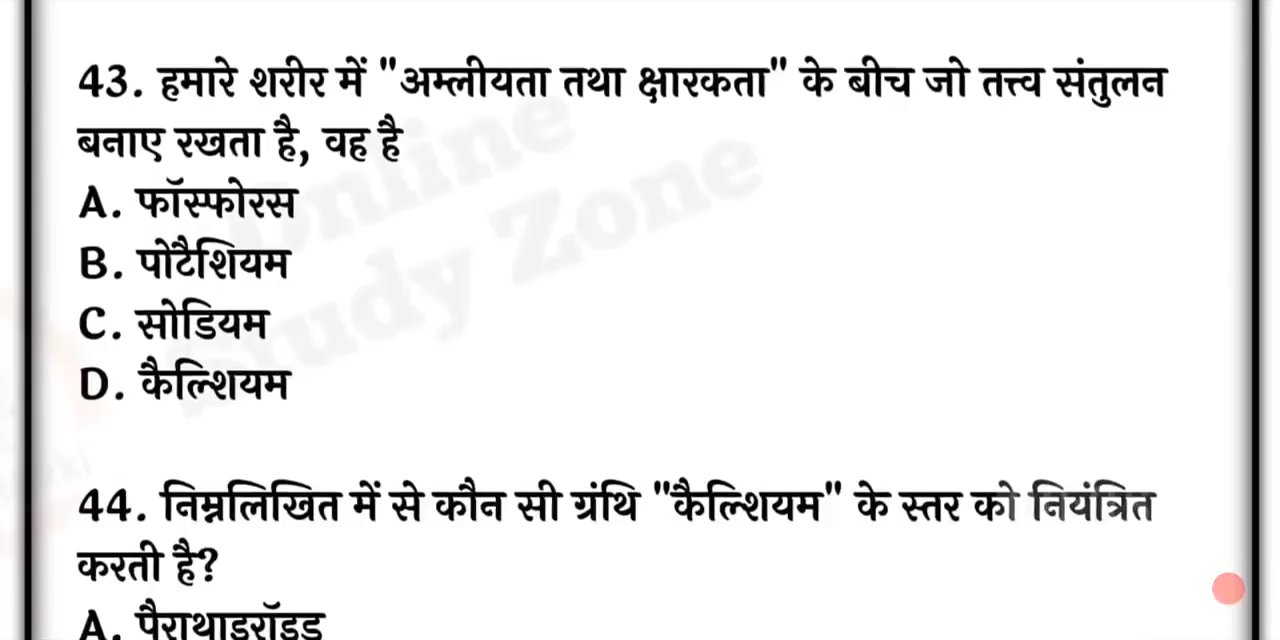 43. हमारे शरीर में "अम्लीयता तथा क्षारकता" के बीच जो तत्त्व संतुलन
बनाए रखता है, वह है
A. फॉस्फोरस
B. पोटैशियम
C. सोडियम
D. कैल्शियम
44. निम्नलिखित में से कौन सी ग्रंथि "कैल्शियम" के स्तर को नियंत्रित
करती है?
A. पैराथाइरॉइड
Online
Study Zone